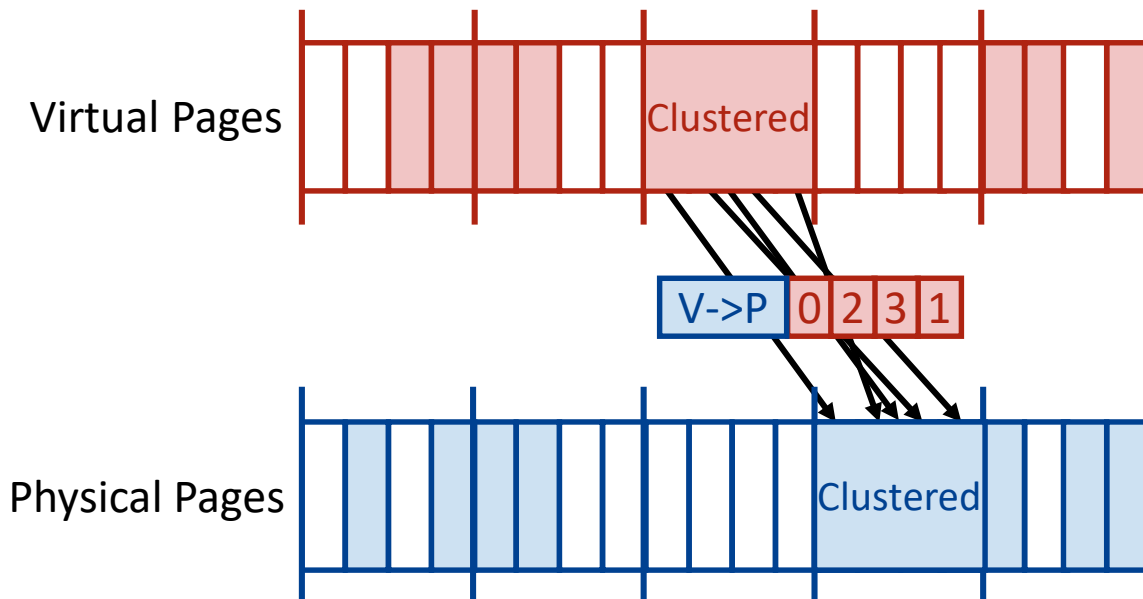 Virtual Pages
Clustered
V->P 0 2 3 1
Physical Pages
Clustered